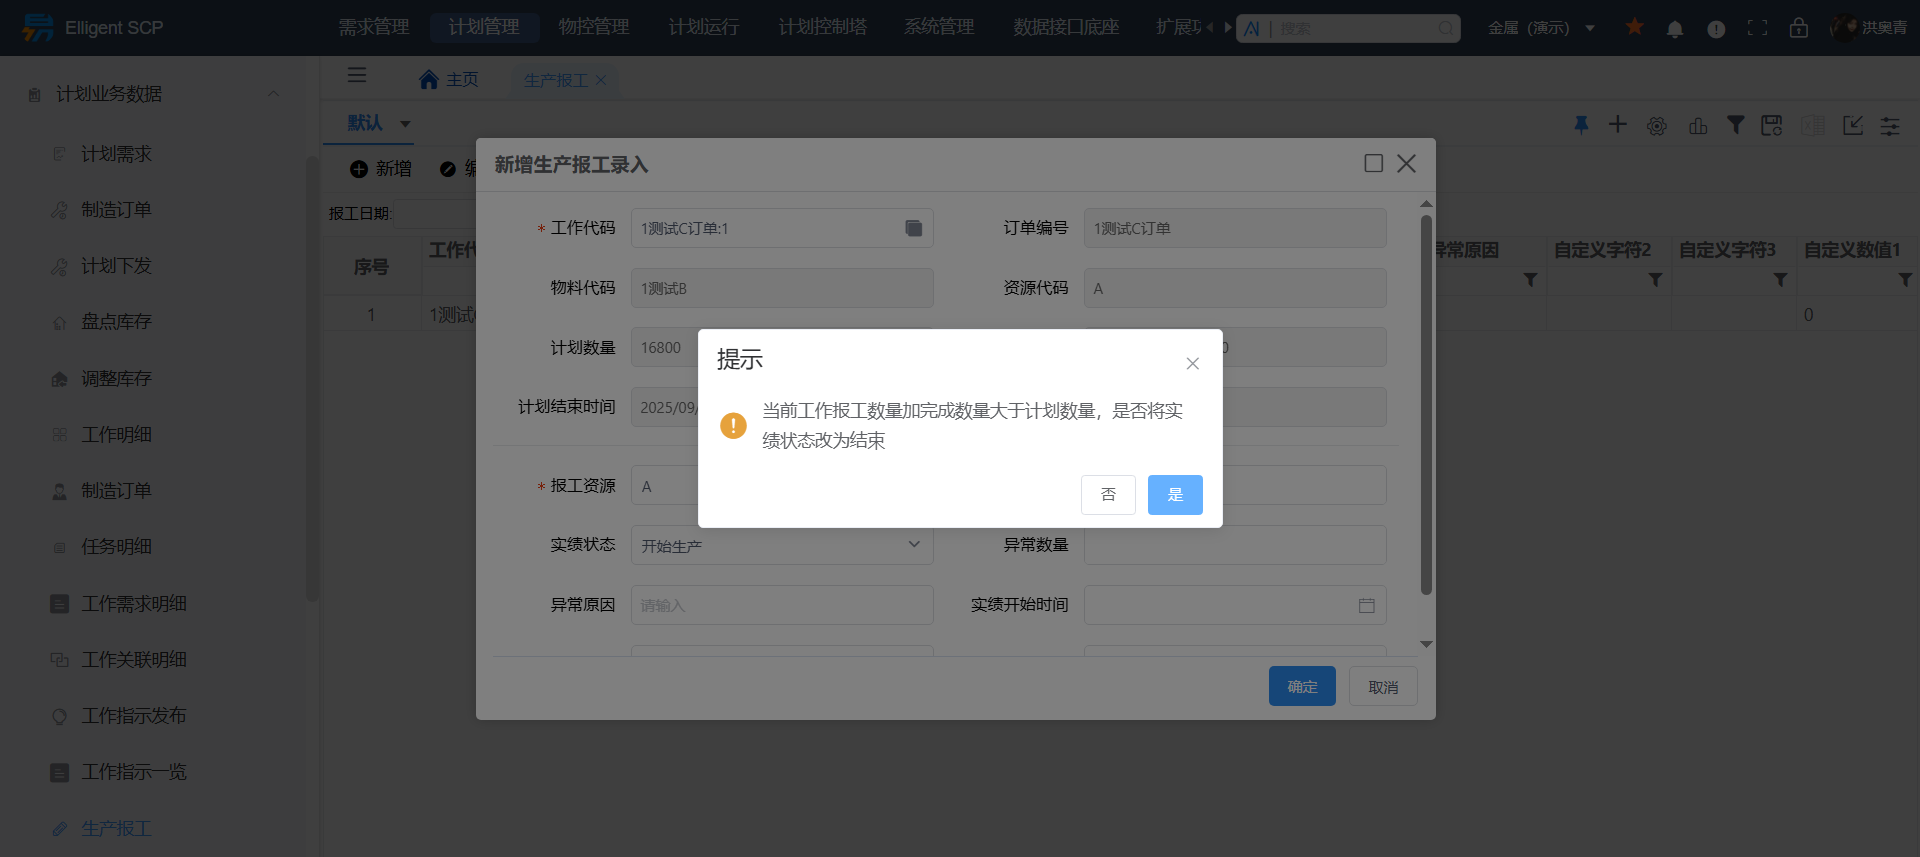 Elligent SCP
需求管理 计划管理 物控管理 计划运行 计划控制塔 系统管理 数据接口底座 扩展 搜索 金属 (演示) 洪奥青
计划业务数据
计划需求
制造订单
计划下发
盘点库存
调整库存
工作明细
制造订单
任务明细
工作需求明细
工作关联明细
工作指示发布
工作指示一览
生产报工
主页 生产报工
默认
新增
报工日期:
序号 工作代 异常原因 自定义字符2 自定义字符3 自定义数值1
1 1测试 0
新增生产报工录入
* 工作代码 1测试C订单:1 订单编号 1测试C订单
物料代码 1测试B 资源代码 A
计划数量 16800 0
计划结束时间 2025/09/
* 报工资源 A
实绩状态 开始生产 异常数量
异常原因 请输入 实绩开始时间
确定 取消
提示
当前工作报工数量加完成数量大于计划数量，是否将实
绩状态改为结束
否 是